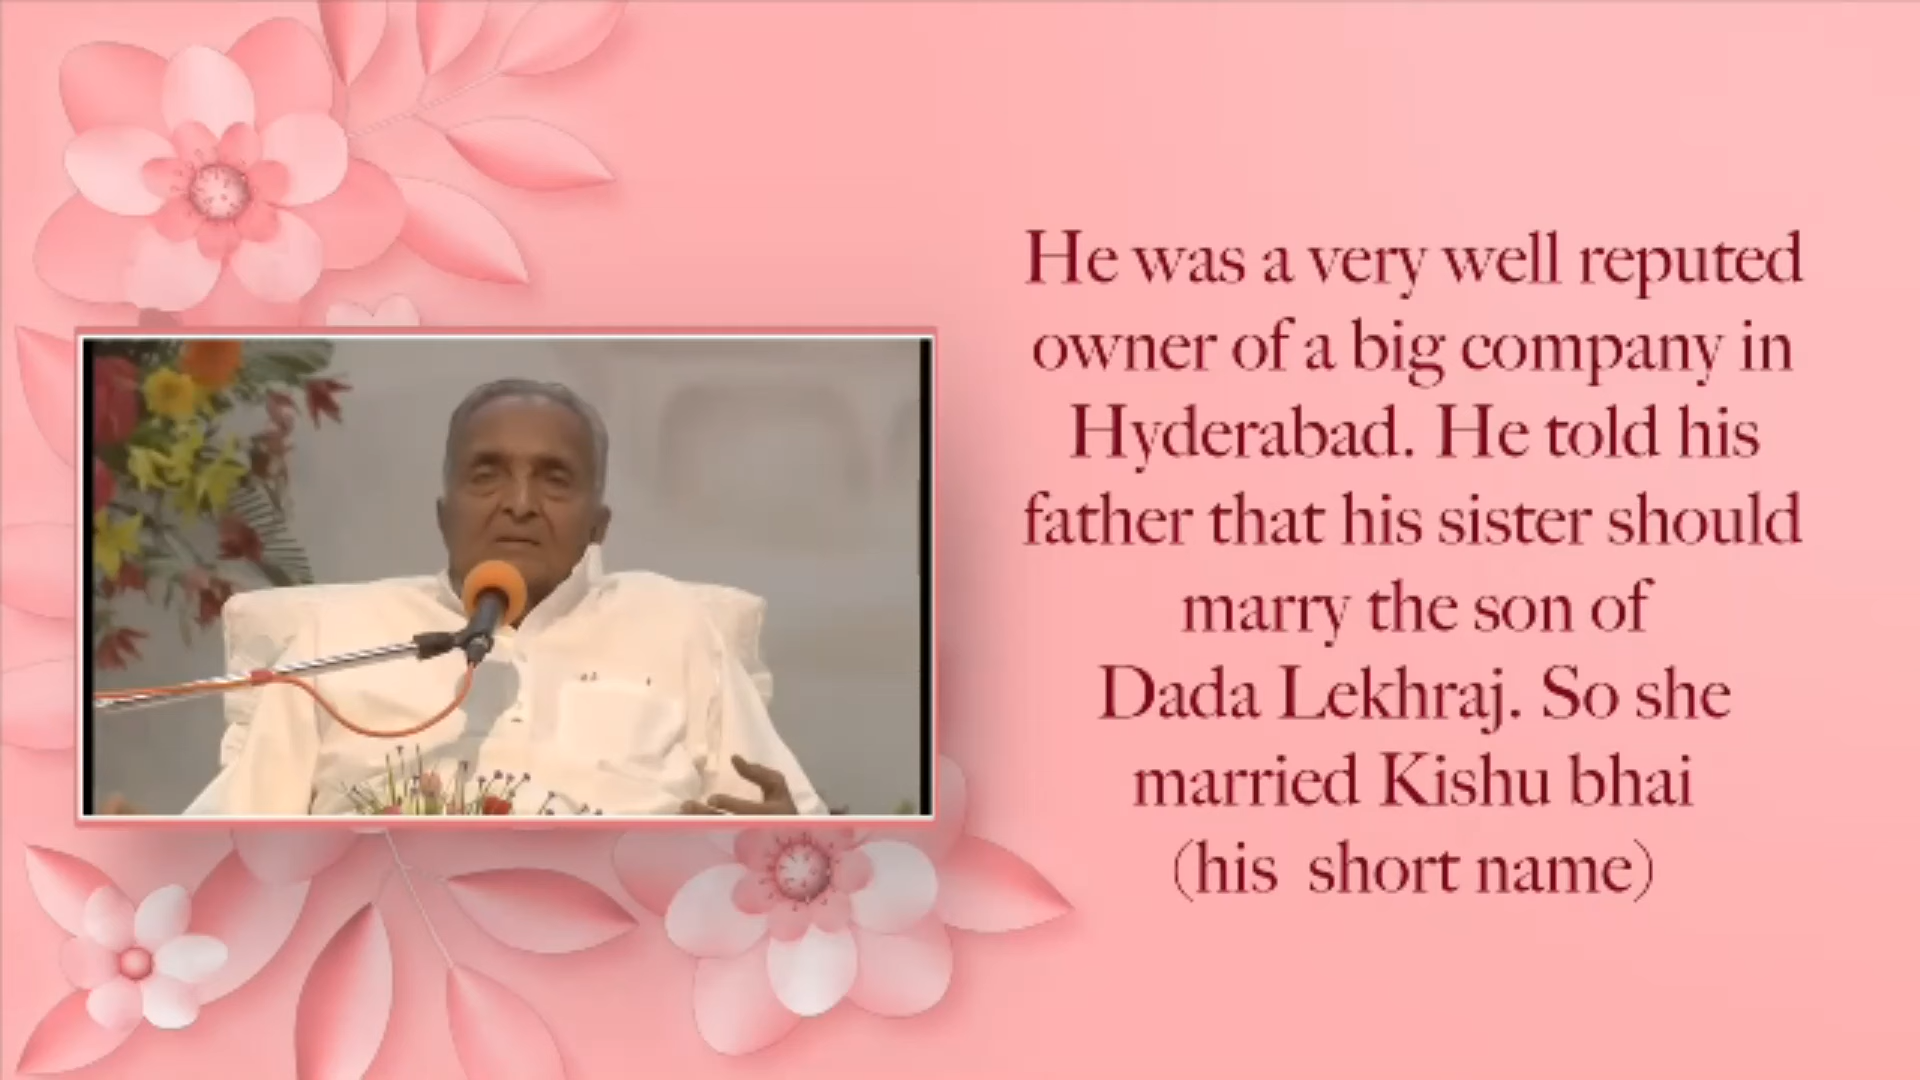 He was a very well reputed
owner of a big company in
Hyderabad. He told his
father that his sister should
marry the son of
Dada Lekhraj. So she
married Kishu bhai
(his short name)